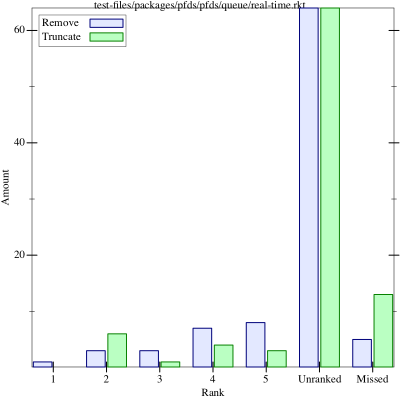 test-files/packages/pfds/pfds/queue/real-time.rkt
Remove
Truncate
60
40
20
Amount
1 2 3 4 5 Unranked Missed
Rank